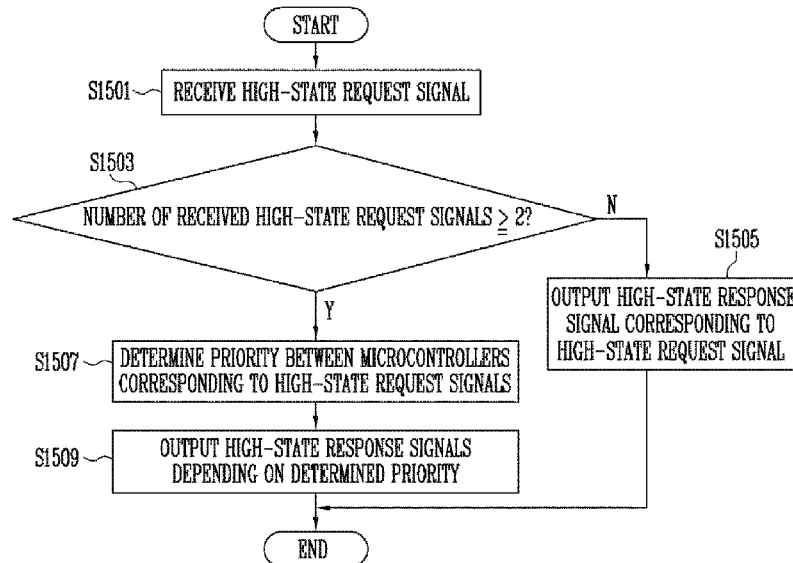 START
S1501
RECEIVE HIGH-STATE REQUEST SIGNAL
S1503
NUMBER OF RECEIVED HIGH-STATE REQUEST SIGNALS ≧ 2?
N
S1505
OUTPUT HIGH-STATE RESPONSE
SIGNAL CORRESPONDING TO
HIGH-STATE REQUEST SIGNAL
Y
S1507
DETERMINE PRIORITY BETWEEN MICROCONTROLLERS
CORRESPONDING TO HIGH-STATE REQUEST SIGNALS
S1509
OUTPUT HIGH-STATE RESPONSE SIGNALS
DEPENDING ON DETERMINED PRIORITY
END